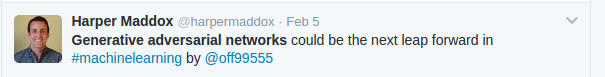 Harper Maddox @harpermaddox · Feb 5
Generative adversarial networks could be the next leap forward in
#machinelearning by @off99555